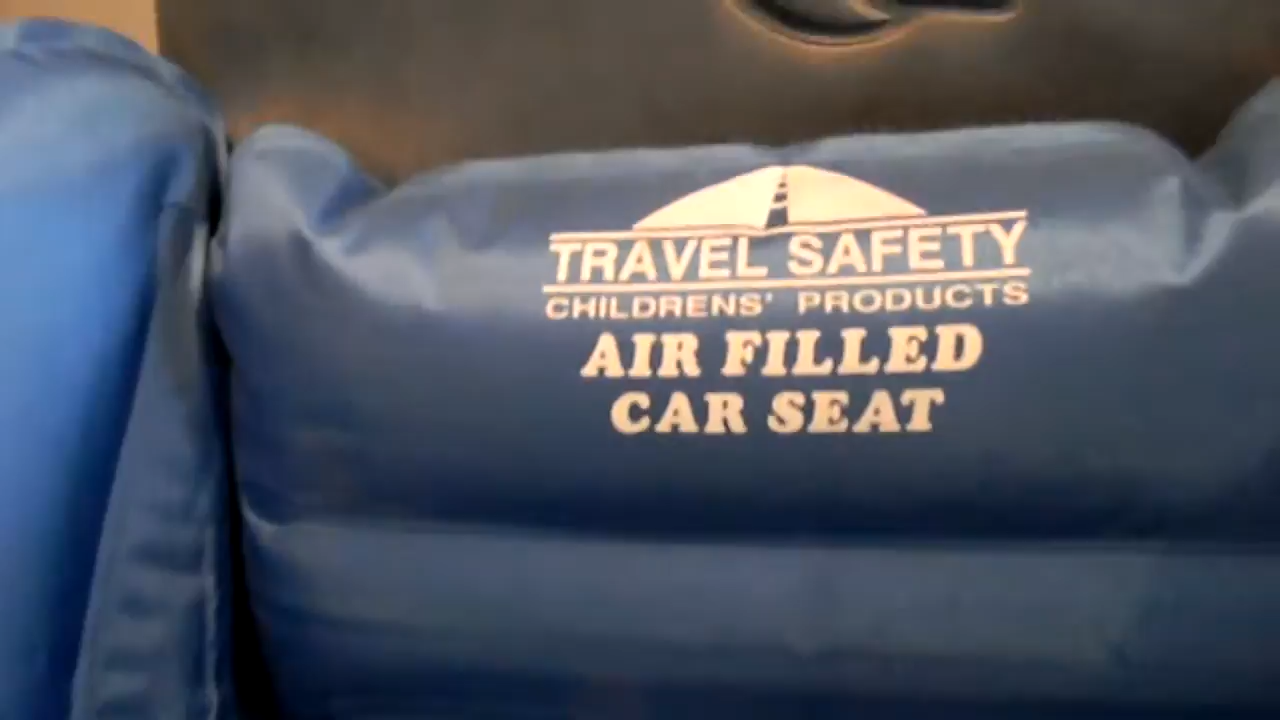 TRAVEL SAFETY
CHILDRENS' PRODUCTS
AIR FILLED
CAR SEAT